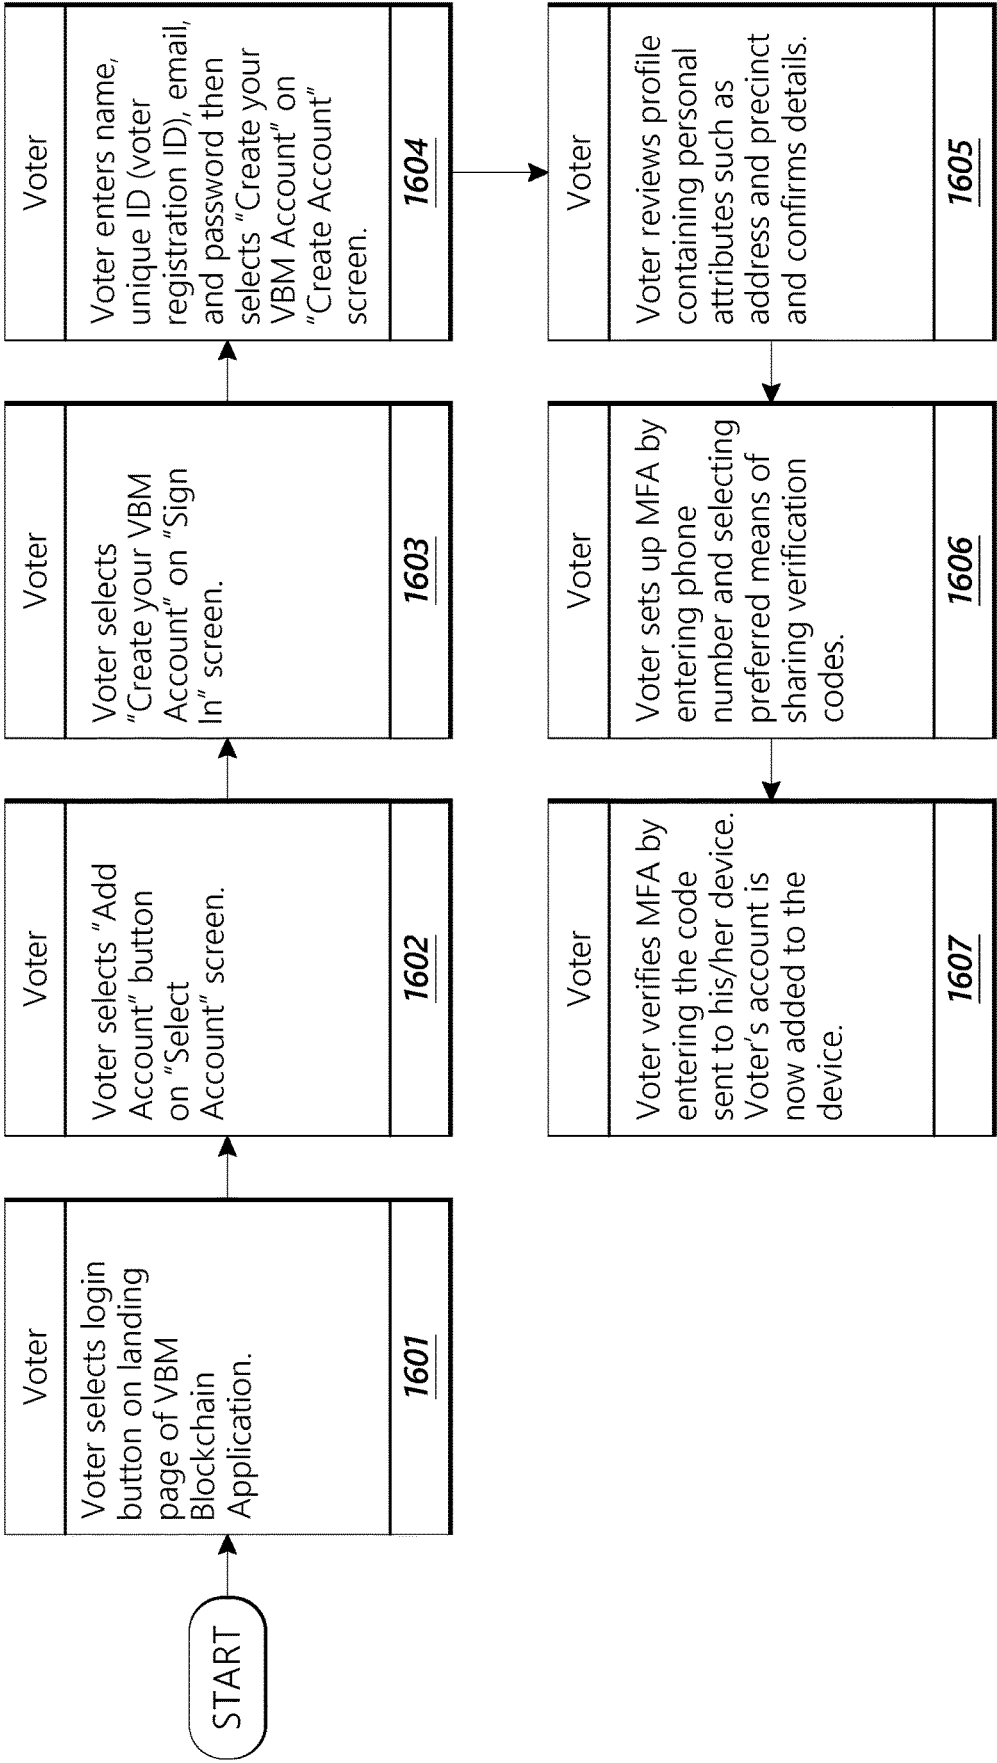 START
Voter
Voter selects login
button on landing
page of VBM
Blockchain
Application.
1601
Voter
Voter selects “Add
Account” button
on “Select
Account” screen.
1602
Voter
Voter selects
“Create your VBM
Account” on “Sign
In” screen.
1603
Voter
Voter enters name,
unique ID (voter
registration ID), email,
and password then
selects “Create your
VBM Account” on
“Create Account”
screen.
1604
Voter
Voter reviews profile
containing personal
attributes such as
address and precinct
and confirms details.
1605
Voter
Voter sets up MFA by
entering phone
number and selecting
preferred means of
sharing verification
codes.
1606
Voter
Voter verifies MFA by
entering the code
sent to his/her device.
Voter’s account is
now added to the
device.
1607